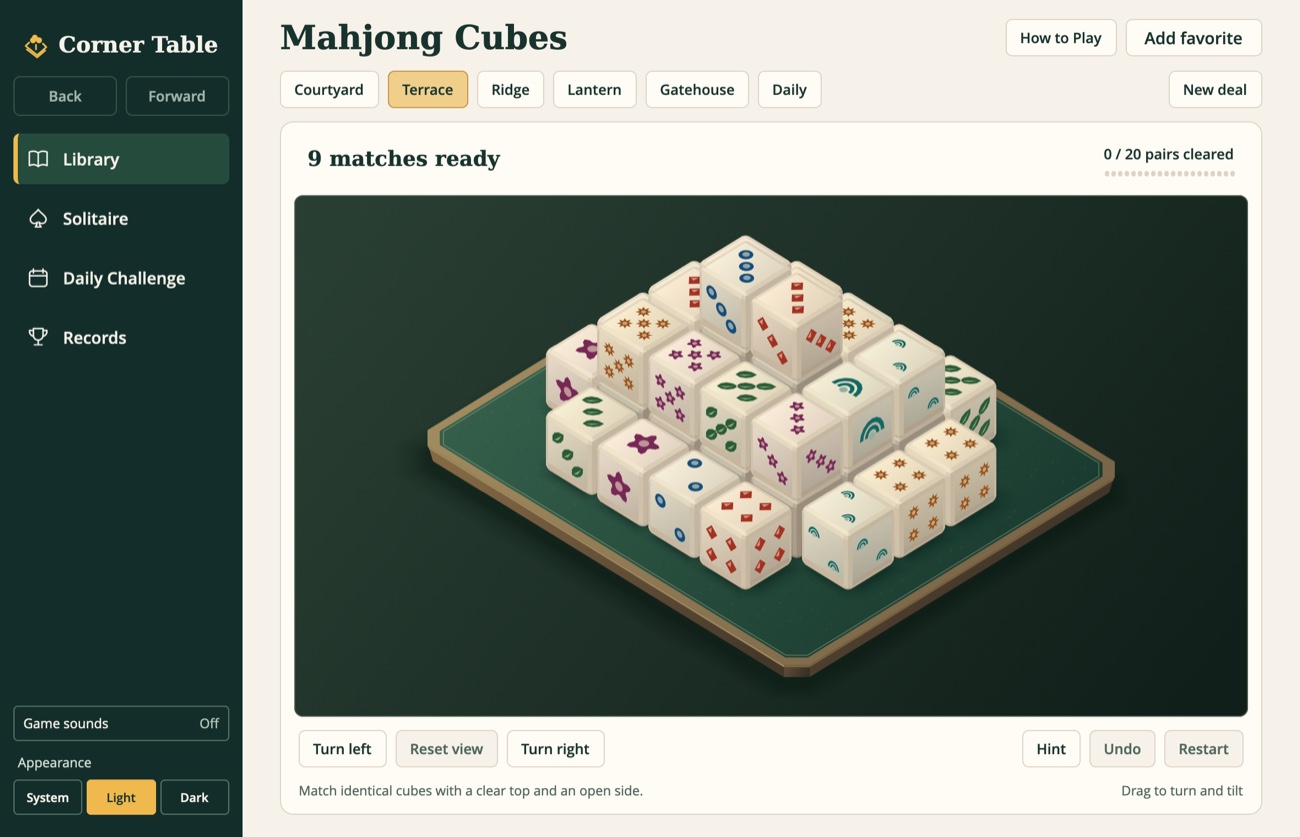 Corner Table
Back
Forward
Library
Solitaire
Daily Challenge
Records
Game sounds
Off
Appearance
System
Light
Dark
Mahjong Cubes
How to Play
Add favorite
Courtyard
Terrace
Ridge
Lantern
Gatehouse
Daily
New deal
9 matches ready
0 / 20 pairs cleared
Turn left
Reset view
Turn right
Hint
Undo
Restart
Match identical cubes with a clear top and an open side.
Drag to turn and tilt